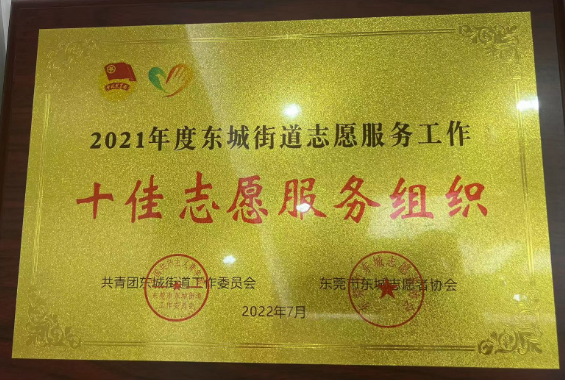 2021年度东城街道志愿服务工作
十佳志愿服务组织
共青团东城街道工作委员会 东莞市东城志愿者协会
2022年7月